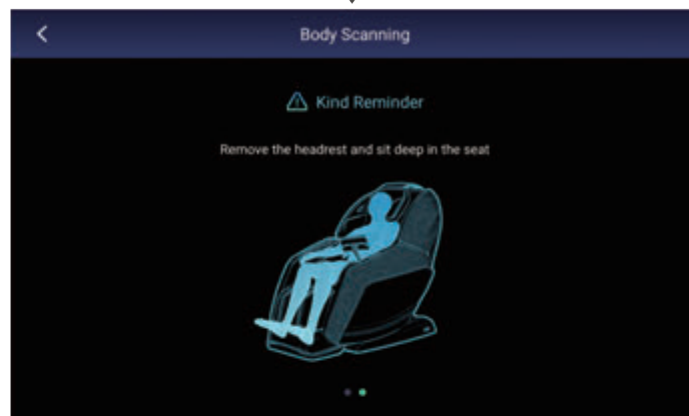 Body Scanning
Kind Reminder
Remove the headrest and sit deep in the seat